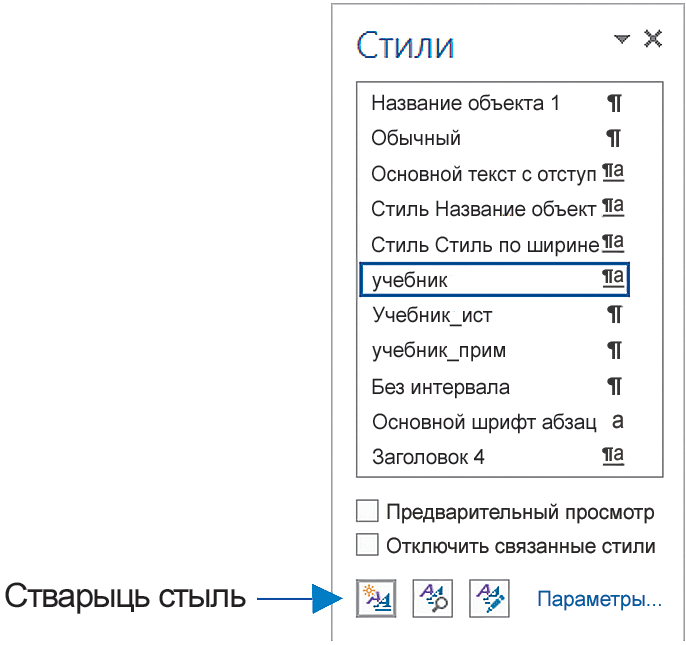 Стили
Название объекта 1 ¶
Обычный ¶
Основной текст с отступ ¶a
Стиль Название объект ¶a
Стиль Стиль по ширине ¶a
учебник ¶a
Учебник_ист ¶
учебник_прим ¶
Без интервала ¶
Основной шрифт абзац a
Заголовок 4 ¶a
Предварительный просмотр
Отключить связанные стили
Стварыць стыль
Параметры...